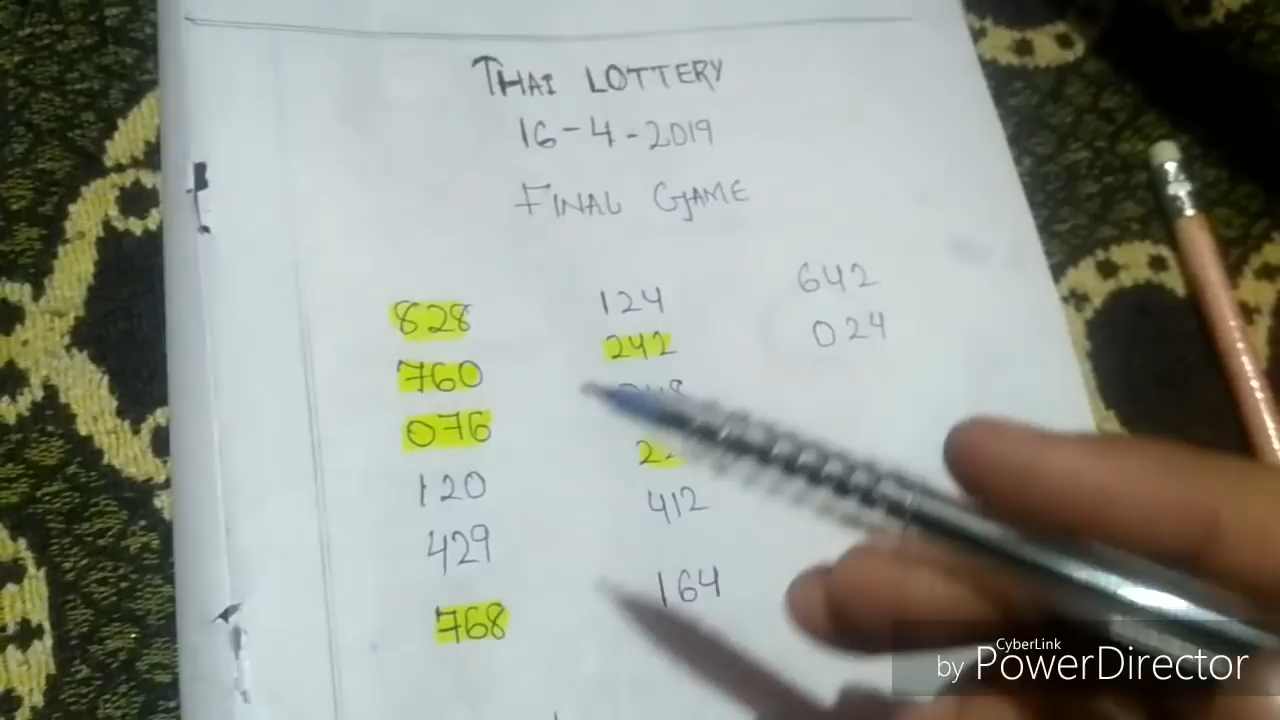 THAI LOTTERY
16-4-2019
FINAL GAME
828 124 642
760 242 024
076
120 412
429 164
768
CyberLink
by PowerDirector